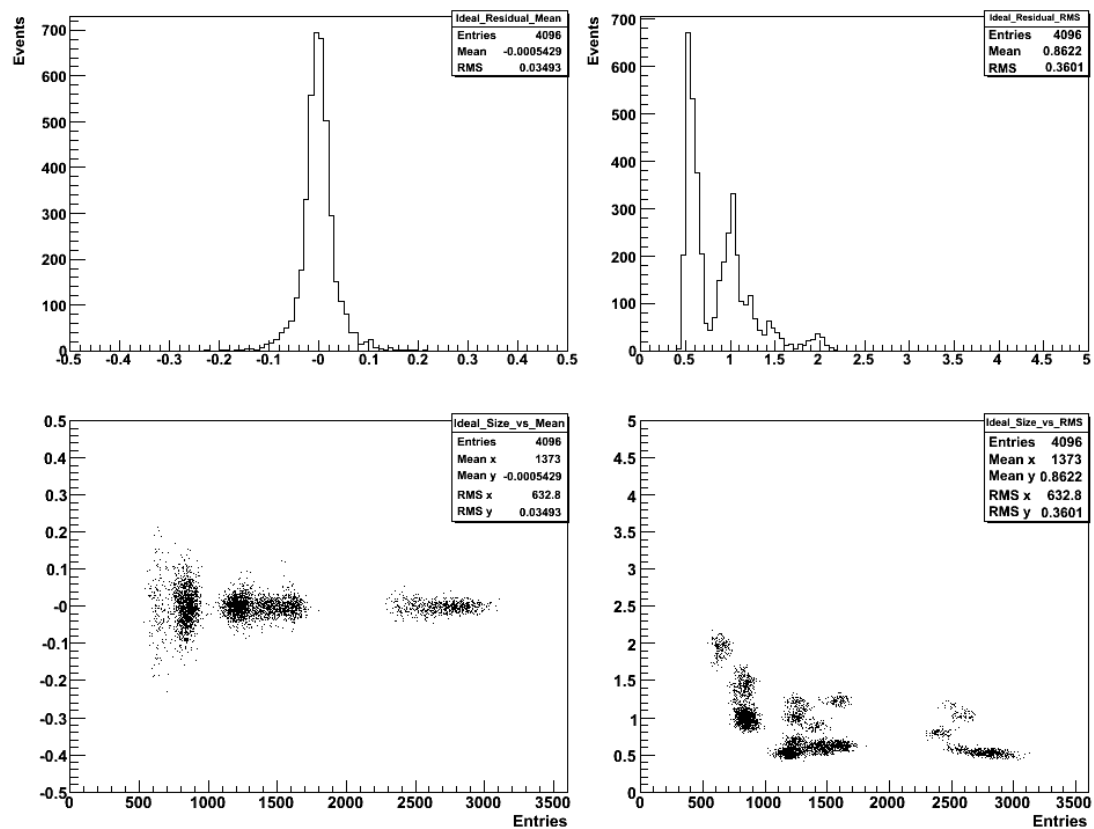 Events
Ideal_Residual_Mean
Entries 4096
Mean -0.0005429
RMS 0.03493
700
600
500
400
300
200
100
0
-0.5 -0.4 -0.3 -0.2 -0.1 -0 0.1 0.2 0.3 0.4 0.5
Events
Ideal_Residual_RMS
Entries 4096
Mean 0.8622
RMS 0.3601
700
600
500
400
300
200
100
0
0 0.5 1 1.5 2 2.5 3 3.5 4 4.5 5
Ideal_Size_vs_Mean
Entries 4096
Mean x 1373
Mean y -0.0005429
RMS x 632.8
RMS y 0.03493
0.5
0.4
0.3
0.2
0.1
-0
-0.1
-0.2
-0.3
-0.4
-0.5
0 500 1000 1500 2000 2500 3000 3500
Entries
Ideal_Size_vs_RMS
Entries 4096
Mean x 1373
Mean y 0.8622
RMS x 632.8
RMS y 0.3601
5
4.5
4
3.5
3
2.5
2
1.5
1
0.5
0
0 500 1000 1500 2000 2500 3000 3500
Entries